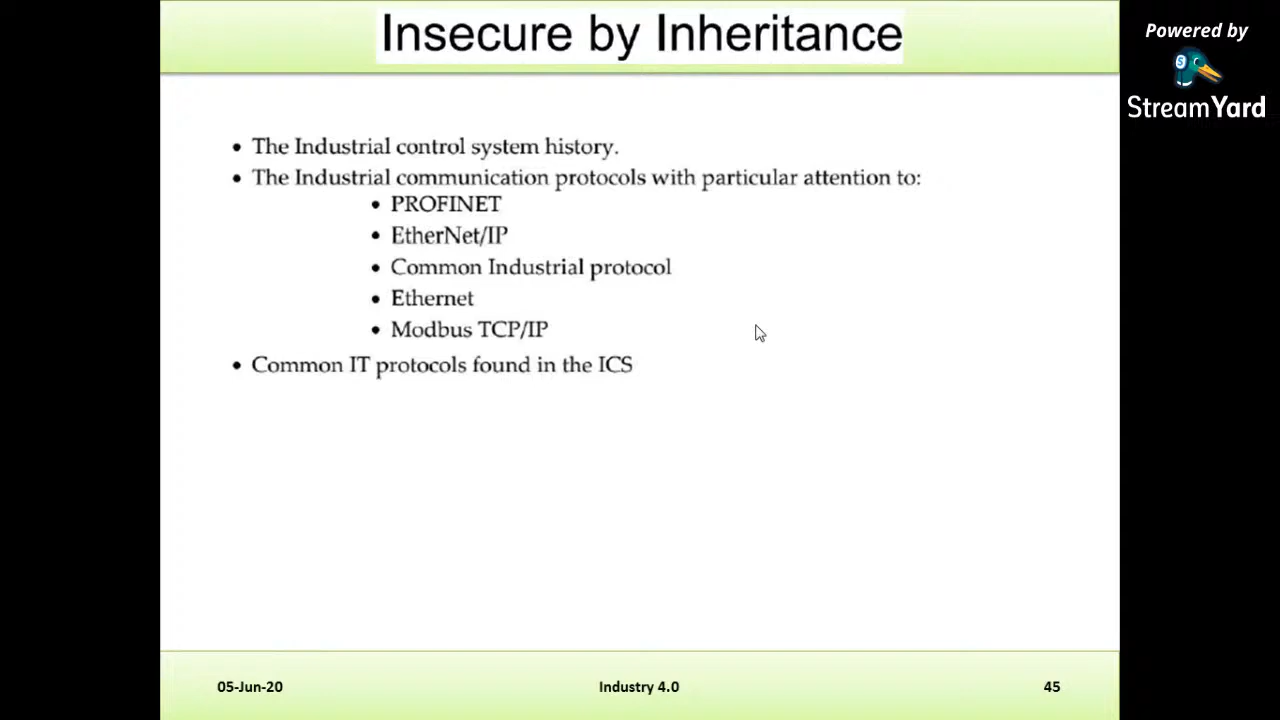 Insecure by Inheritance
Powered by
StreamYard
• The Industrial control system history.
• The Industrial communication protocols with particular attention to:
• PROFINET
• EtherNet/IP
• Common Industrial protocol
• Ethernet
• Modbus TCP/IP
• Common IT protocols found in the ICS
05-Jun-20
Industry 4.0
45